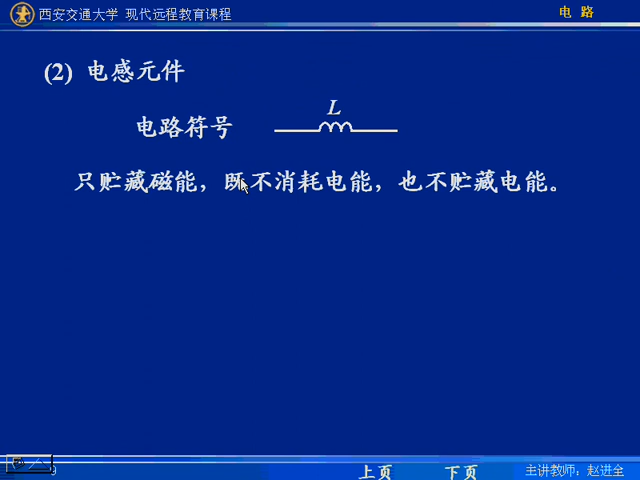 西安交通大学 现代远程教育课程
电 路
(2) 电感元件
L
电路符号
只贮藏磁能，既不消耗电能，也不贮藏电能。
9
上页 下页 主讲教师：赵进全